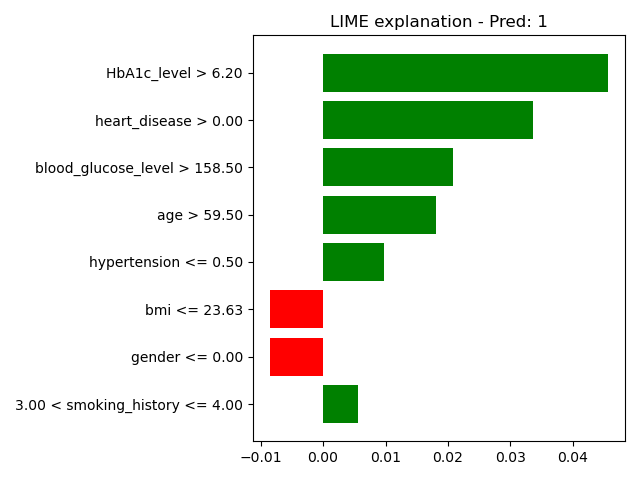 LIME explanation - Pred: 1
HbA1c_level > 6.20
heart_disease > 0.00
blood_glucose_level > 158.50
age > 59.50
hypertension <= 0.50
bmi <= 23.63
gender <= 0.00
3.00 < smoking_history <= 4.00
−0.01 0.00 0.01 0.02 0.03 0.04